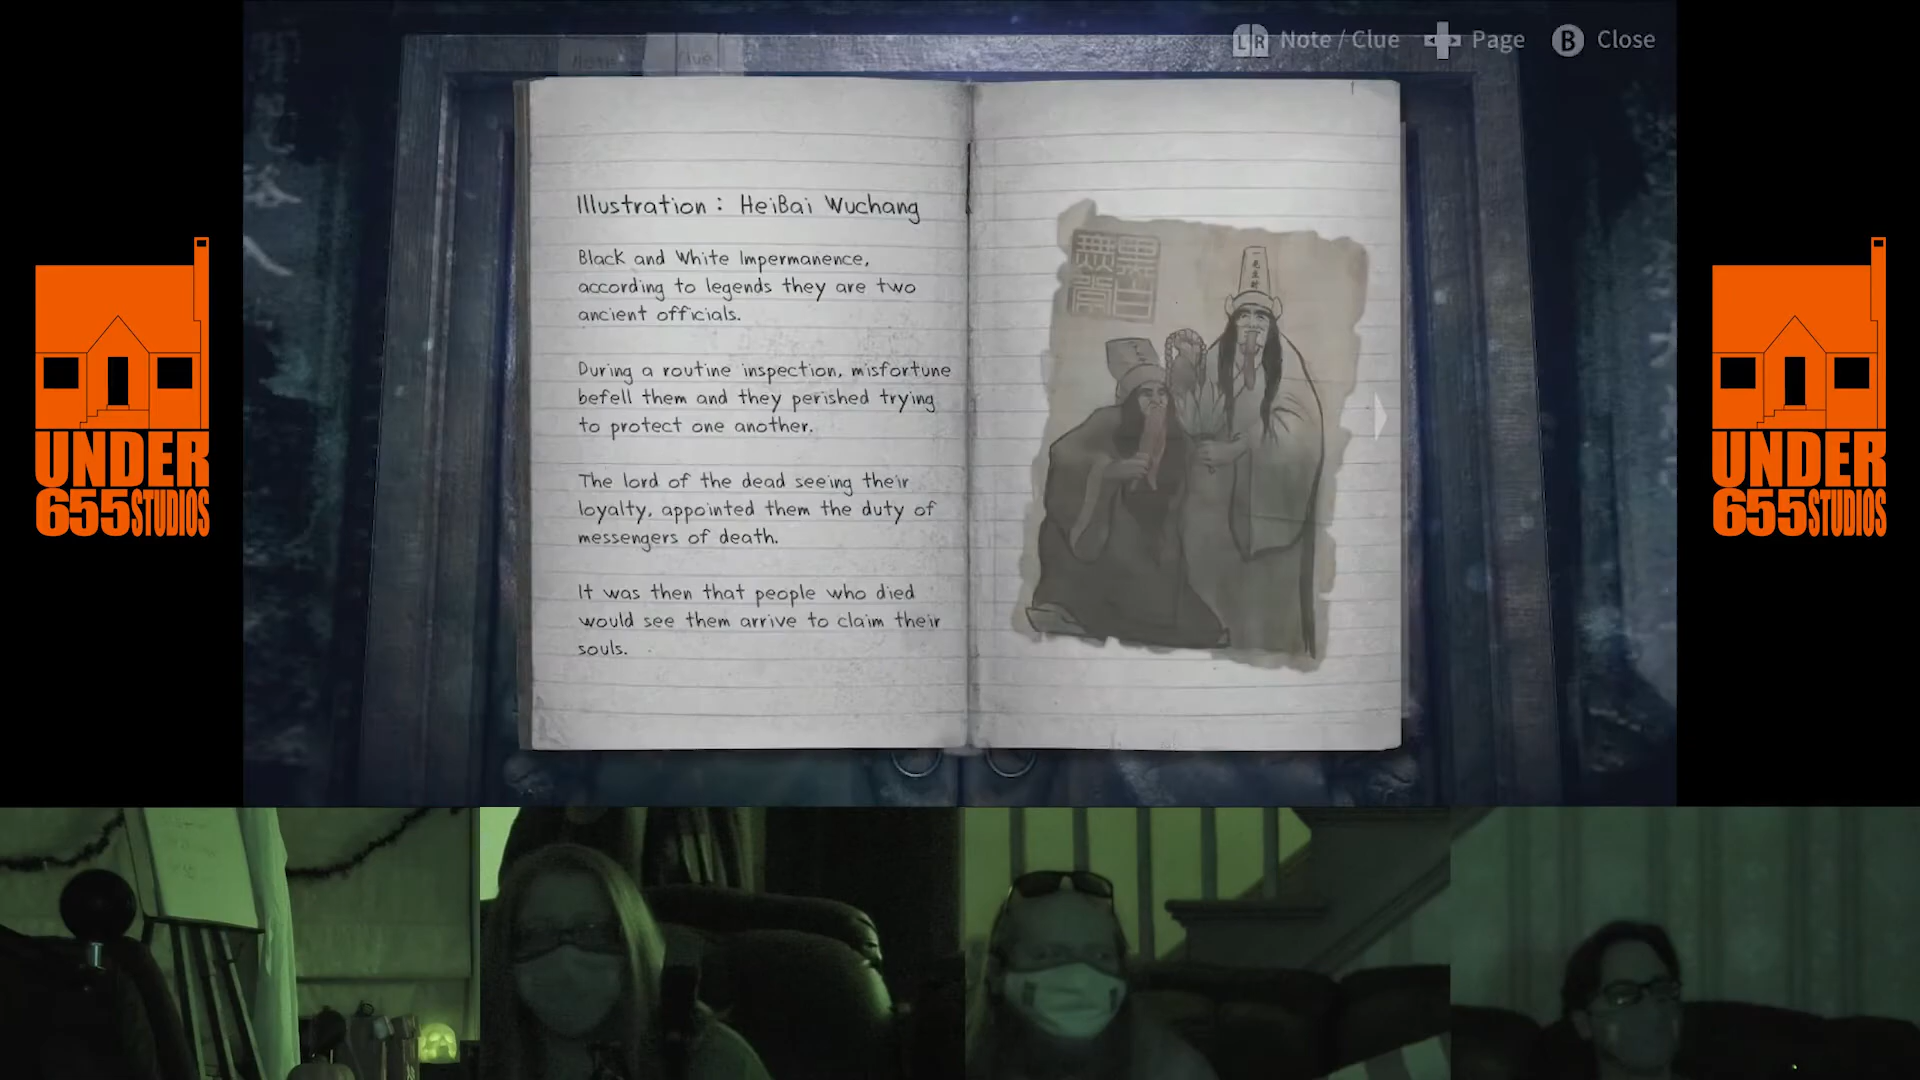 Note / Clue
Page
B
Close
Illustration : HeiBai Wuchang
Black and White Impermanence,
according to legends they are two
ancient officials.
During a routine inspection, misfortune
befell them and they perished trying
to protect one another.
The lord of the dead seeing their
loyalty, appointed them the duty of
messengers of death.
It was then that people who died
would see them arrive to claim their
souls.
UNDER
655STUDIOS
UNDER
655STUDIOS